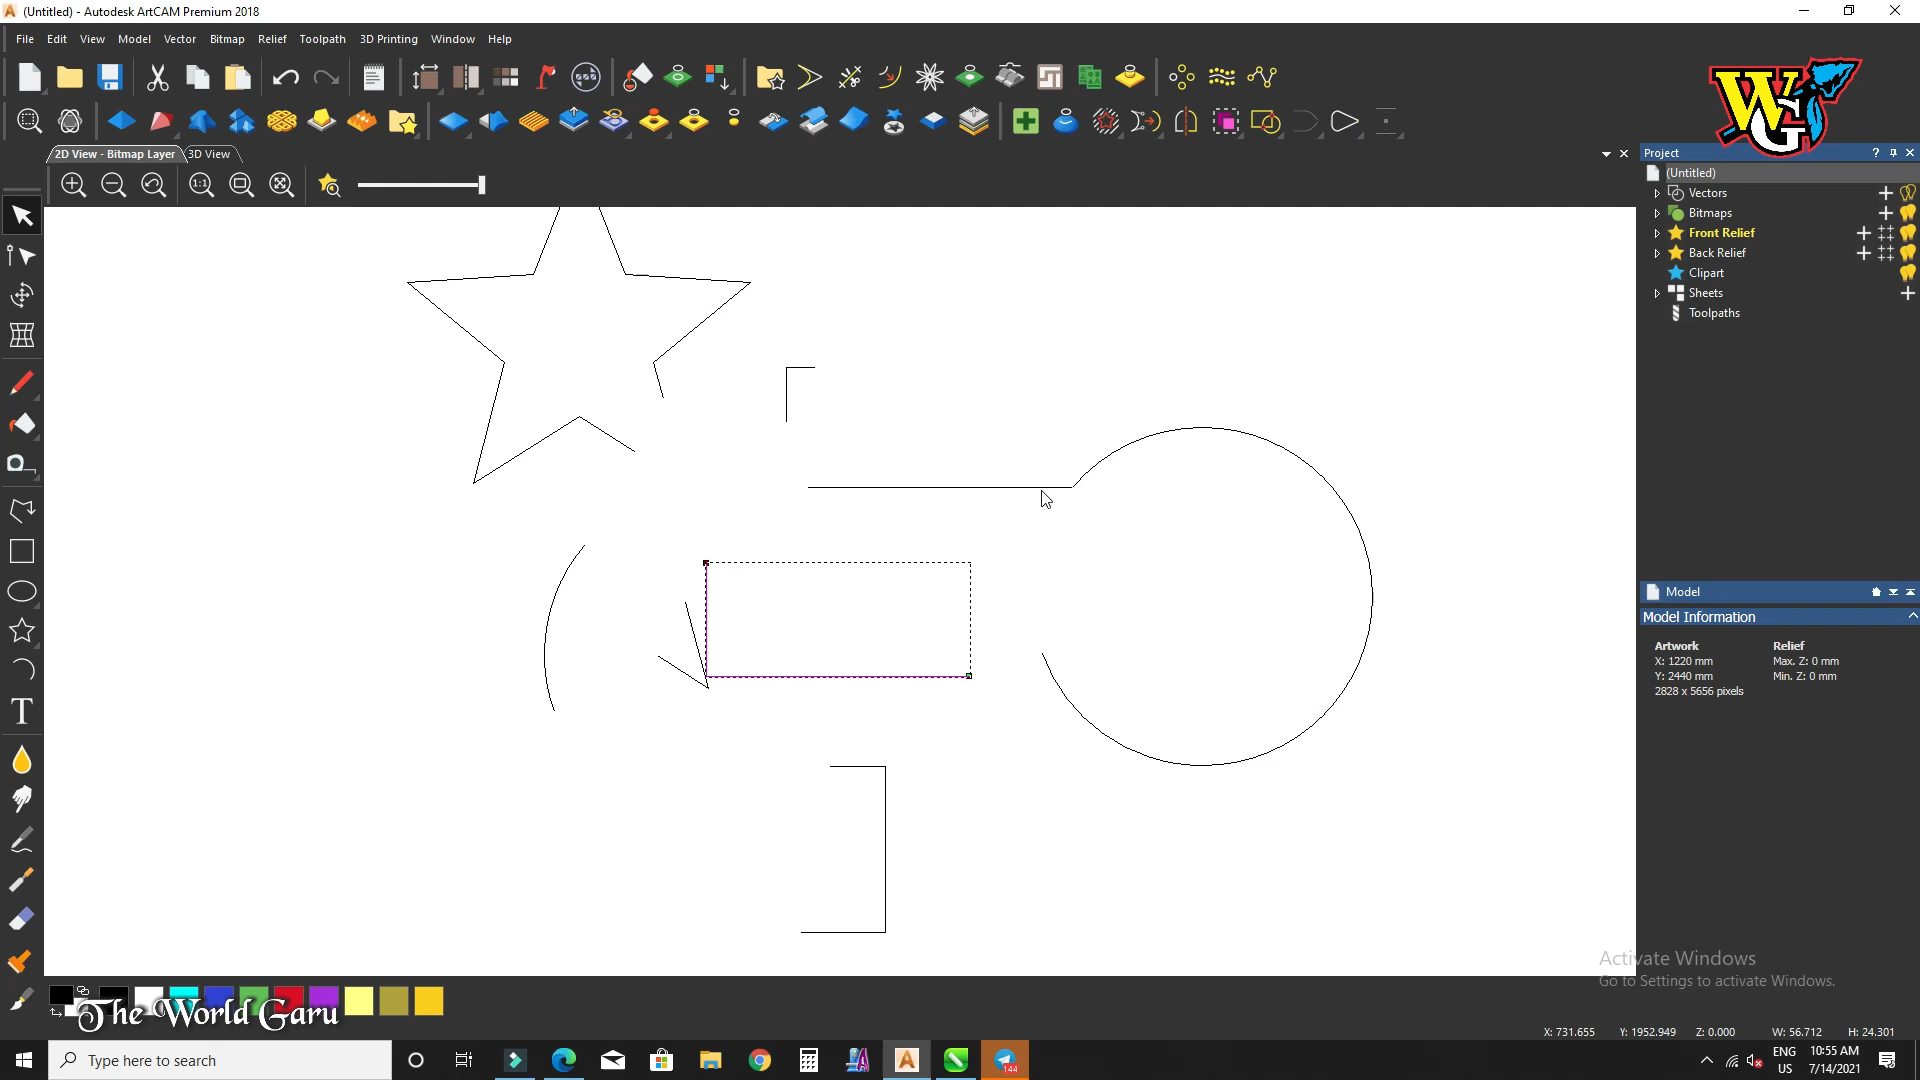 (Untitled) - Autodesk ArtCAM Premium 2018
File Edit View Model Vector Bitmap Relief Toolpath 3D Printing Window Help
WSG
2D View - Bitmap Layer 3D View
1:1
Project
(Untitled)
Vectors
Bitmaps
Front Relief
Back Relief
Clipart
Sheets
Toolpaths
Model
Model Information
Artwork Relief
X: 1220 mm Max. Z: 0 mm
Y: 2440 mm Min. Z: 0 mm
2828 x 5656 pixels
T
Activate Windows
Go to Settings to activate Windows.
The World Garu
X: 731.655 Y: 1952.949 Z: 0.000 W: 56.712 H: 24.301
Type here to search
144
ENG 10:55 AM
US 7/14/2021